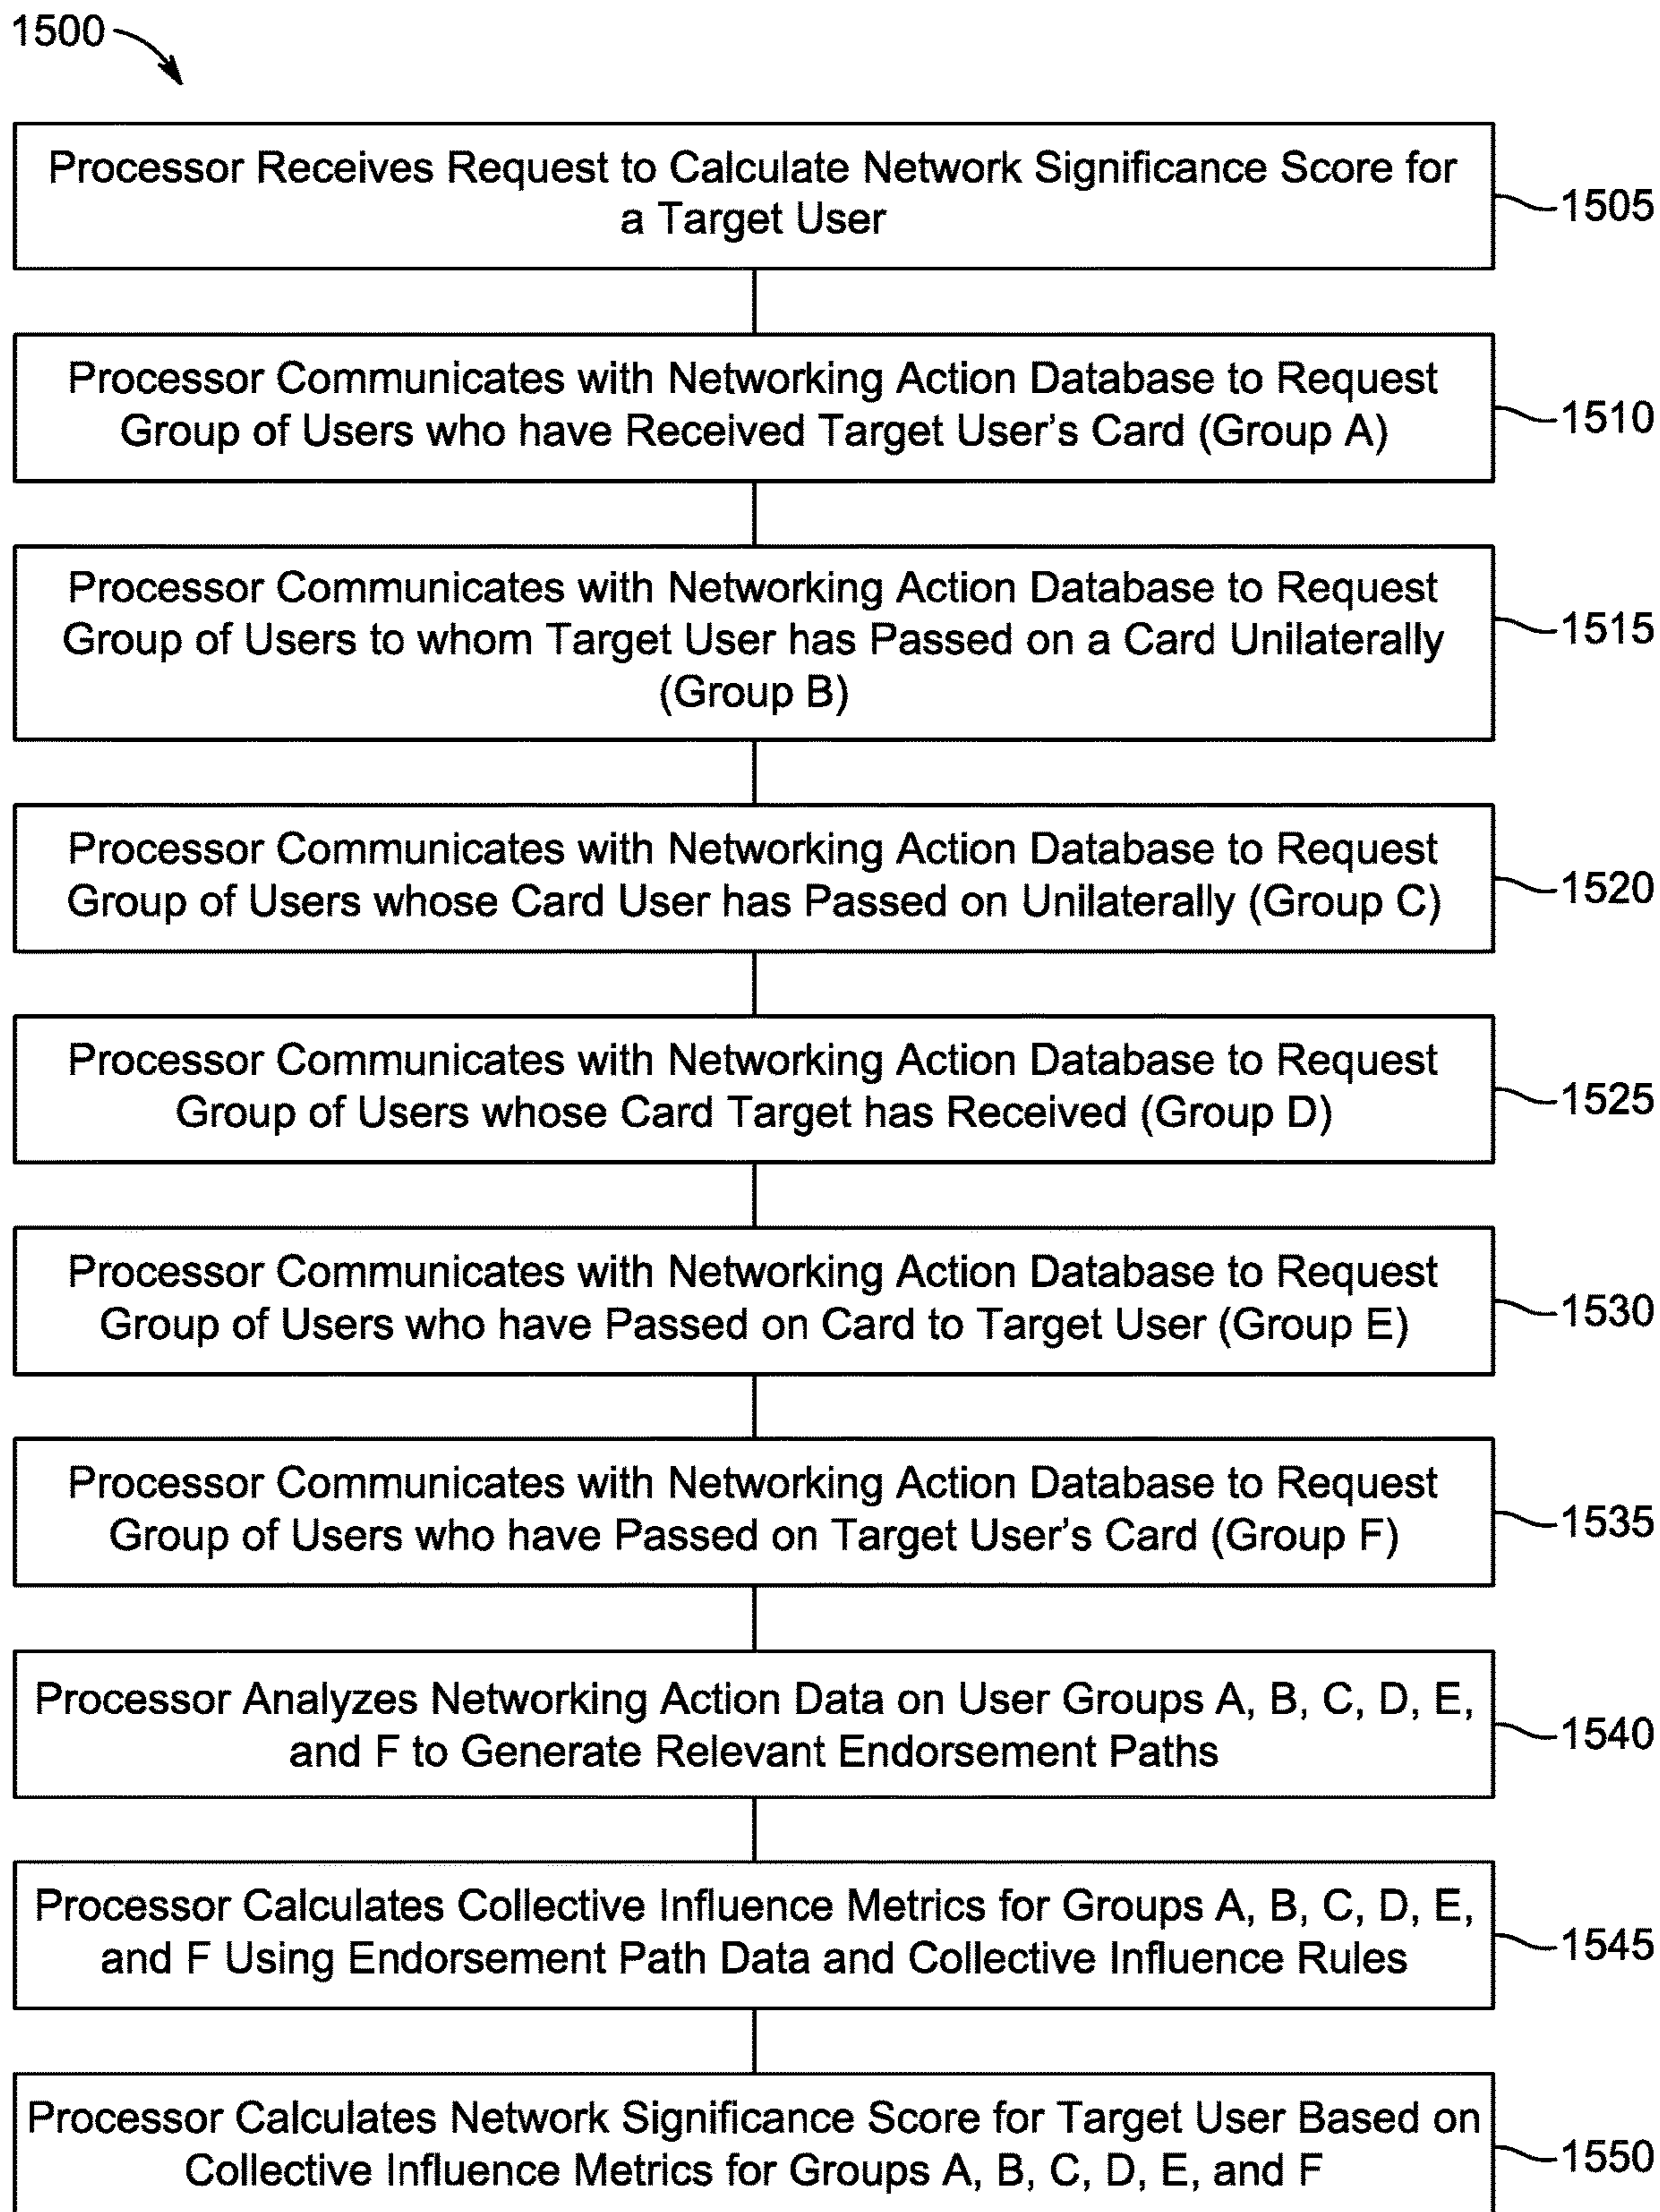 1500
Processor Receives Request to Calculate Network Significance Score for
a Target User
1505
Processor Communicates with Networking Action Database to Request
Group of Users who have Received Target User's Card (Group A)
1510
Processor Communicates with Networking Action Database to Request
Group of Users to whom Target User has Passed on a Card Unilaterally
(Group B)
1515
Processor Communicates with Networking Action Database to Request
Group of Users whose Card User has Passed on Unilaterally (Group C)
1520
Processor Communicates with Networking Action Database to Request
Group of Users whose Card Target has Received (Group D)
1525
Processor Communicates with Networking Action Database to Request
Group of Users who have Passed on Card to Target User (Group E)
1530
Processor Communicates with Networking Action Database to Request
Group of Users who have Passed on Target User's Card (Group F)
1535
Processor Analyzes Networking Action Data on User Groups A, B, C, D, E,
and F to Generate Relevant Endorsement Paths
1540
Processor Calculates Collective Influence Metrics for Groups A, B, C, D, E,
and F Using Endorsement Path Data and Collective Influence Rules
1545
Processor Calculates Network Significance Score for Target User Based on
Collective Influence Metrics for Groups A, B, C, D, E, and F
1550